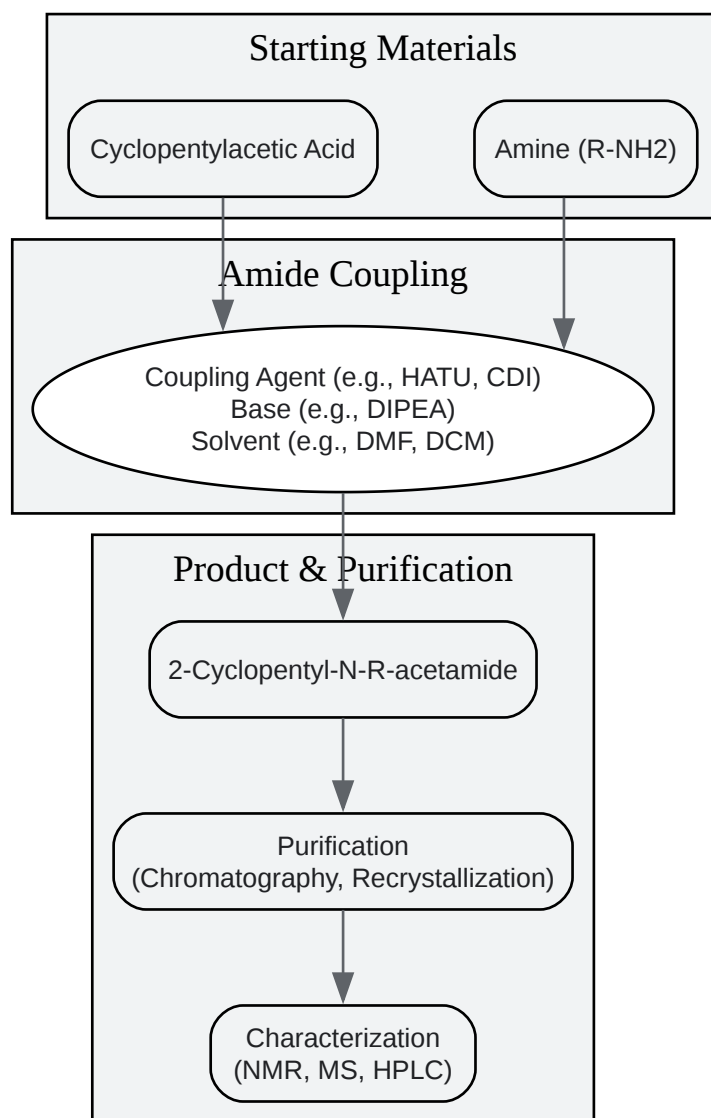 Starting Materials
Cyclopentylacetic Acid
Amine (R-NH2)
Amide Coupling
Coupling Agent (e.g., HATU, CDI)
Base (e.g., DIPEA)
Solvent (e.g., DMF, DCM)
Product & Purification
2-Cyclopentyl-N-R-acetamide
Purification
(Chromatography, Recrystallization)
Characterization
(NMR, MS, HPLC)